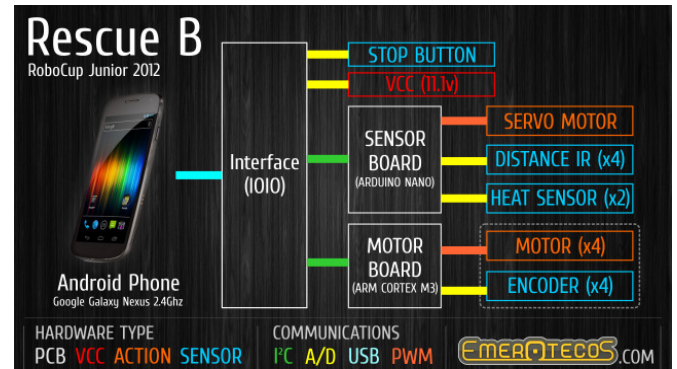 Rescue B
RoboCup Junior 2012
Google
Android Phone
Google Galaxy Nexus 2.4Ghz
Interface
(IOIO)
STOP BUTTON
VCC (11.1v)
SENSOR
BOARD
(ARDUINO NANO)
SERVO MOTOR
DISTANCE IR (x4)
HEAT SENSOR (x2)
MOTOR
BOARD
(ARM CORTEX M3)
MOTOR (x4)
ENCODER (x4)
HARDWARE TYPE
PCB VCC ACTION SENSOR
COMMUNICATIONS
I²C A/D USB PWM
EMEROTECOS.COM